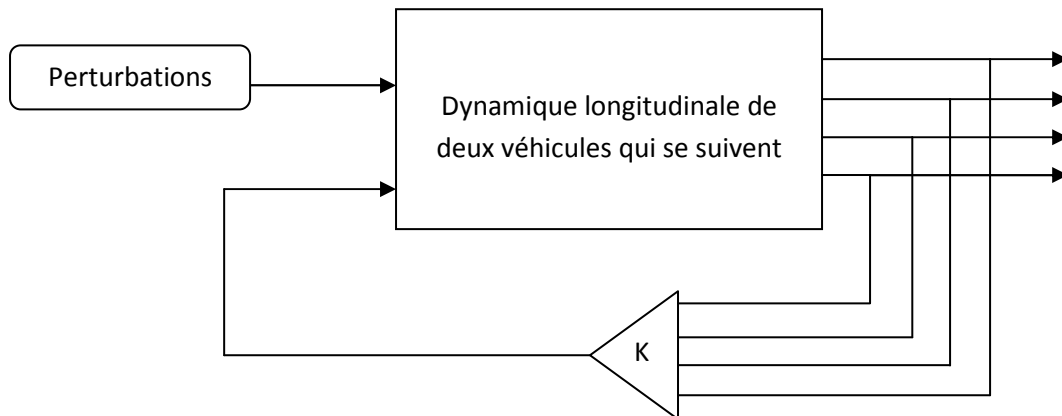 Perturbations
Dynamique longitudinale de
deux véhicules qui se suivent
K